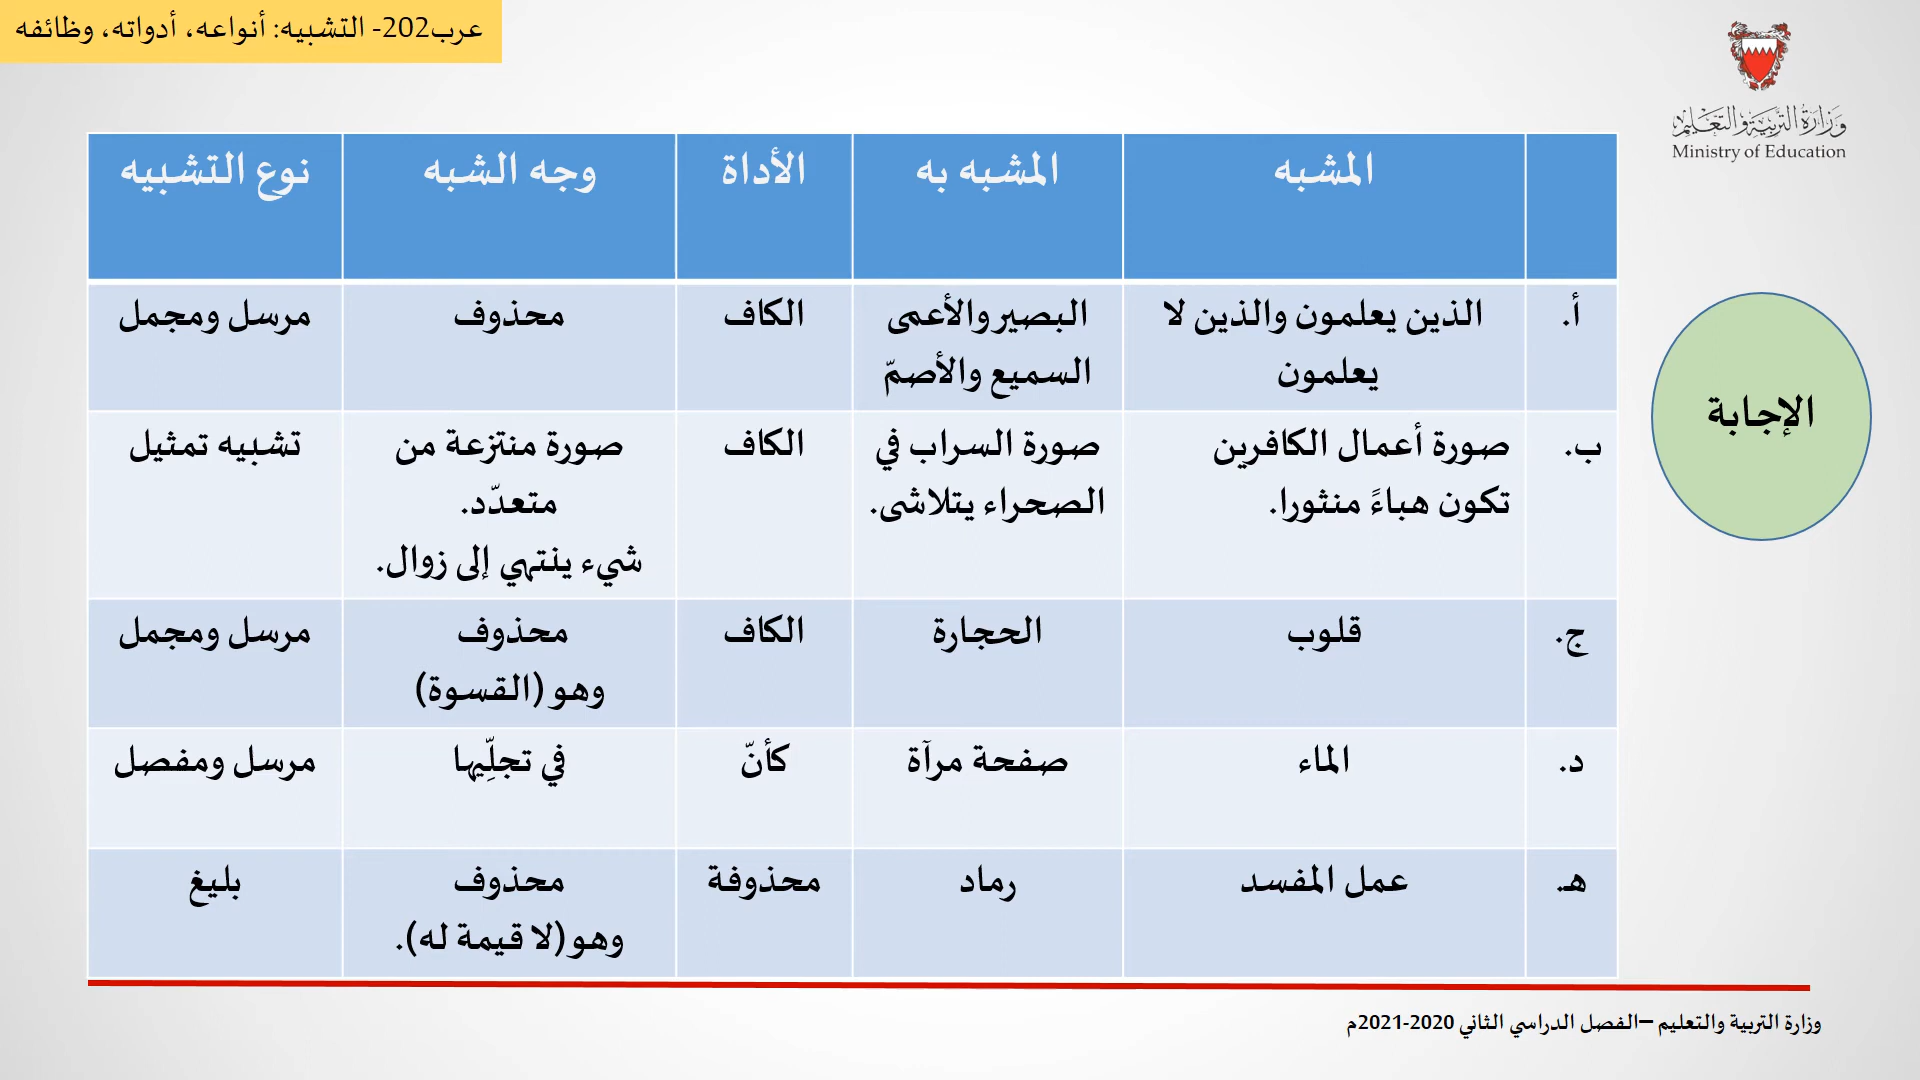 عرب202- التشبيه: أنواعه، أدواته، وظائفه
وزارة التربية والتعليم
Ministry of Education
المشبه
المشبه به
الأداة
وجه الشبه
نوع التشبيه
أ.
الذين يعلمون والذين لا
يعلمون
البصير والأعمى
السميع والأصمّ
الكاف
محذوف
مرسل ومجمل
ب.
صورة أعمال الكافرين
تكون هباءً منثورا.
صورة السراب في
الصحراء يتلاشى.
الكاف
صورة منتزعة من
متعدّد.
شيء ينتهي إلى زوال.
تشبيه تمثيل
ج.
قلوب
الحجارة
الكاف
محذوف
وهو (القسوة)
مرسل ومجمل
د.
الماء
صفحة مرآة
كأنّ
في تجلِّيها
مرسل ومفصل
هـ.
عمل المفسد
رماد
محذوفة
محذوف
وهو (لا قيمة له).
بليغ
الإجابة
وزارة التربية والتعليم –الفصل الدراسي الثاني 2020-2021م